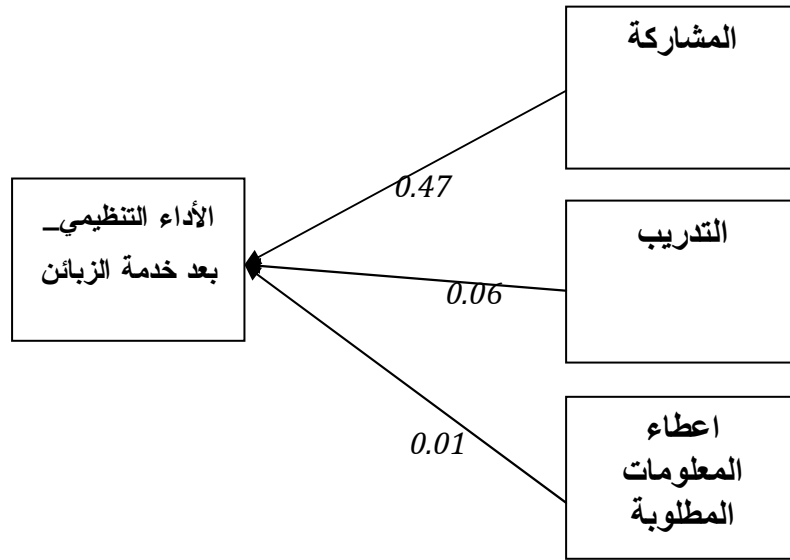 المشاركة
0.47
الأداء التنظيمي_
بعد خدمة الزبائن
التدريب
0.06
اعطاء
المعلومات
المطلوبة
0.01